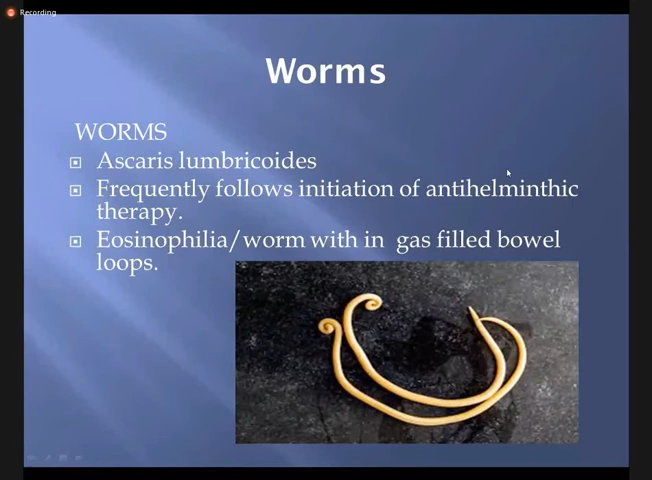 Recording
Worms
WORMS
Ascaris lumbricoides
Frequently follows initiation of antihelminthic
therapy.
Eosinophilia/worm with in gas filled bowel
loops.